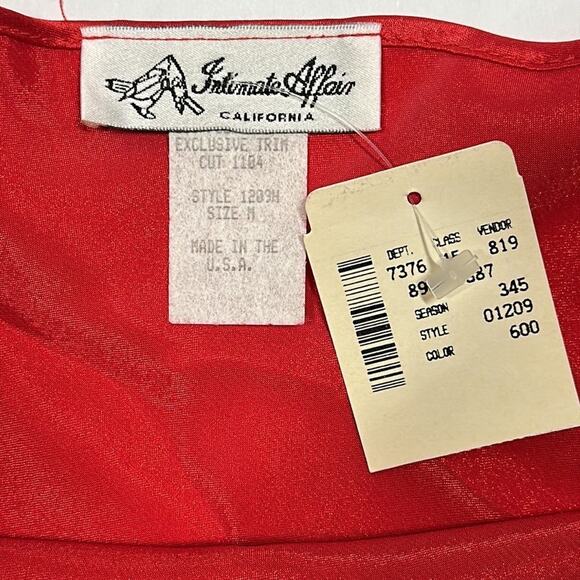 Intimate Affair
CALIFORNIA
EXCLUSIVE TRIM
CUT 1104
STYLE 1209H
SIZE M
MADE IN THE
U.S.A.
DEPT. CLASS VENDOR
7376 819
89 387
SEASON 345
STYLE 01209
COLOR 600